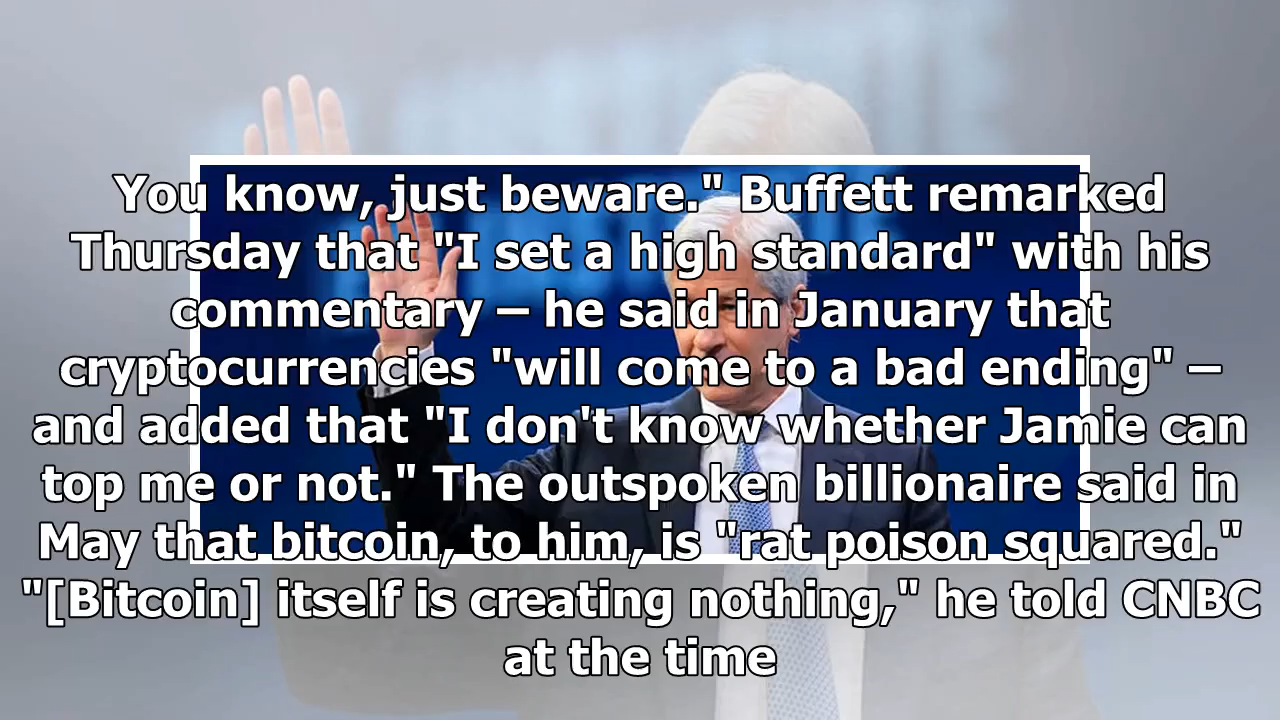 You know, just beware." Buffett remarked
Thursday that "I set a high standard" with his
commentary – he said in January that
cryptocurrencies "will come to a bad ending" –
and added that "I don't know whether Jamie can
top me or not." The outspoken billionaire said in
May that bitcoin, to him, is "rat poison squared."
"[Bitcoin] itself is creating nothing," he told CNBC
at the time